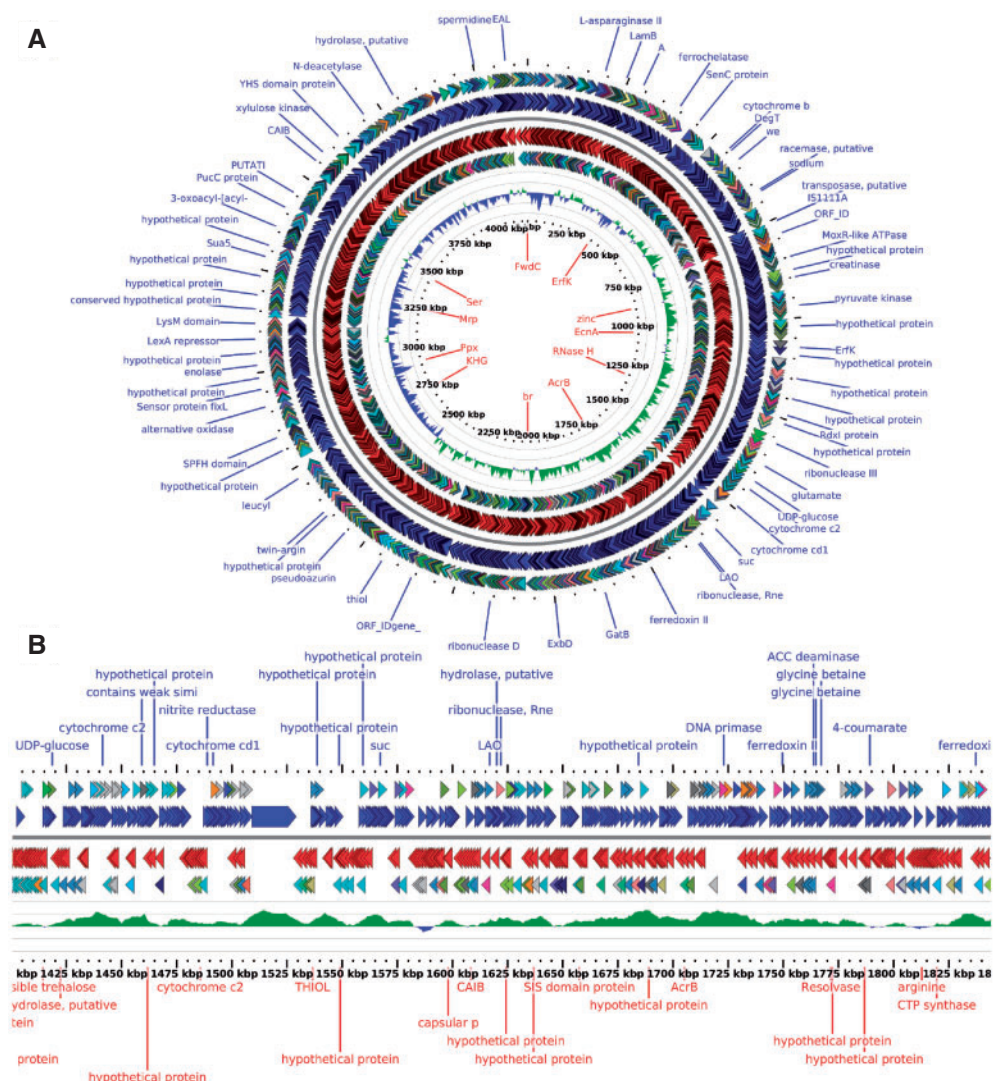 A
spermidine
EAL
hydrolase, putative
N-deacetylase
YHS domain protein
xylulose kinase
CAIB
PUTATI
PucC protein
3-oxoacyl-[acyl-
hypothetical protein
Sua5
hypothetical protein
hypothetical protein
conserved hypothetical protein
LysM domain
LexA repressor
hypothetical protein
enolase
hypothetical protein
Sensor protein fixL
alternative oxidase
SPFH domain
hypothetical protein
leucyl
twin-argin
hypothetical protein
pseudoazurin
thiol
ORF_IDgene_
ribonuclease D
L-asparaginase II
LamB
A
ferrochelatase
SenC protein
cytochrome b
DegT
we
racemase, putative
sodium
transposase, putative
IS1111A
ORF_ID
MoxR-like ATPase
hypothetical protein
creatinase
pyruvate kinase
hypothetical protein
ErfK
hypothetical protein
hypothetical protein
hypothetical protein
RdxI protein
hypothetical protein
ribonuclease III
glutamate
UDP-glucose
cytochrome c2
cytochrome cd1
suc
LAO
ribonuclease, Rne
ferredoxin II
GatB
ExbD
4000 kbp
bp
250 kbp
500 kbp
750 kbp
1000 kbp
1250 kbp
1500 kbp
1750 kbp
2000 kbp
2250 kbp
2500 kbp
2750 kbp
3000 kbp
3250 kbp
3500 kbp
3750 kbp
FwdC
ErfK
zinc
EcnA
RNase H
AcrB
br
KHG
Ppx
Mrp
Ser
B
hypothetical protein
ACC deaminase
hypothetical protein
hypothetical protein
hydrolase, putative
glycine betaine
contains weak simi
glycine betaine
nitrite reductase
ribonuclease, Rne
cytochrome c2
hypothetical protein
DNA primase
4-coumarate
UDP-glucose
cytochrome cd1
suc
LAO
hypothetical protein
ferredoxin II
ferredoxi
kbp 1425 kbp 1450 kbp 1475 kbp 1500 kbp 1525 kbp 1550 kbp 1575 kbp 1600 kbp 1625 kbp 1650 kbp 1675 kbp 1700 kbp 1725 kbp 1750 kbp 1775 kbp 1800 kbp 1825 kbp 18
sible trehalose
cytochrome c2
THIOL
CAIB
SIS domain protein
AcrB
Resolvase
arginine
ydrolase, putative
hypothetical protein
CTP synthase
tein
capsular p
hypothetical protein
hypothetical protein
protein
hypothetical protein
hypothetical protein
hypothetical protein
hypothetical protein